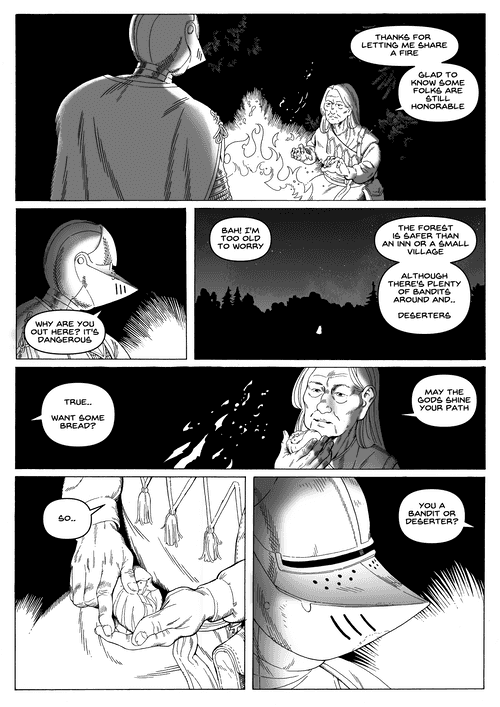 THANKS FOR
LETTING ME SHARE
A FIRE
GLAD TO
KNOW SOME
FOLKS ARE
STILL
HONORABLE
WHY ARE YOU
OUT HERE? IT'S
DANGEROUS
BAH! I'M
TOO OLD
TO WORRY
THE FOREST
IS SAFER THAN
AN INN OR A SMALL
VILLAGE
ALTHOUGH
THERE'S PLENTY
OF BANDITS
AROUND AND..
DESERTERS
TRUE..
WANT SOME
BREAD?
MAY THE
GODS SHINE
YOUR PATH
SO..
YOU A
BANDIT OR
DESERTER?